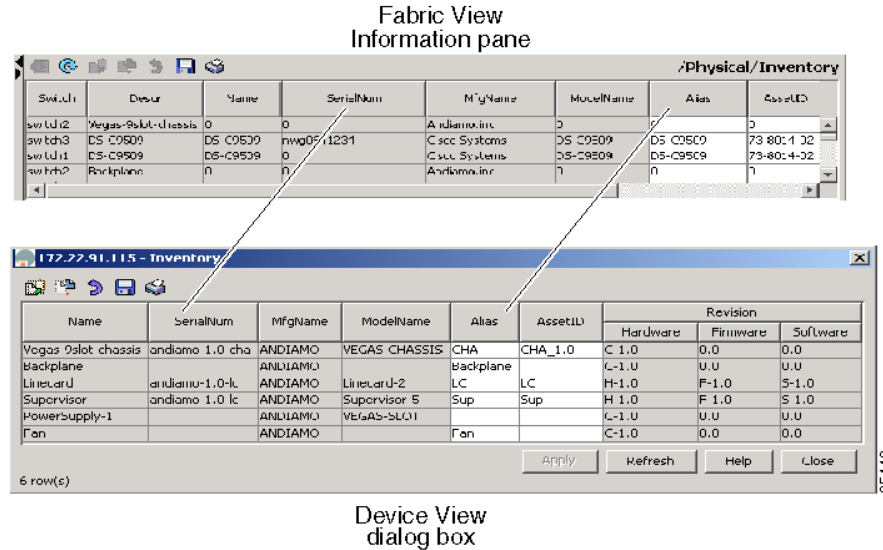 Fabric View
Information pane
/Physical/Inventory
Switch Descr Name SerialNum MfgName ModelName Alias AssetID
switch2 Vegas-9slot-chassis 0 0 Andiamo.inc 0 0 0
switch3 DS-C9509 DS-C9509 Cisco Systems DS-C9509 DS-C9509 73-8014-02
switch1 DS-C9509 DS-C9509 0 Cisco Systems DS-C9509 DS-C9509 73-8014-02
switch2 Backplane 0 0 Andiamo.inc 0 0 0
172.22.91.115 - Inventory
Name SerialNum MfgName ModelName Alias AssetID Revision
Hardware Firmware Software
Vegas 9slot chassis andiamo 1.0 cha ANDIAMO VEGAS CHASSIS CHA CHA_1.0 C 1.0 0.0 0.0
Backplane ANDIAMO Backplane C-1.0 0.0 0.0
Linecard andiamo-1.0-lc ANDIAMO Linecard-2 LC LC H-1.0 F-1.0 S-1.0
Supervisor andiamo 1.0 lc ANDIAMO Supervisor 5 Sup Sup H 1.0 F 1.0 S 1.0
PowerSupply-1 ANDIAMO VEGAS-SLOT C-1.0 0.0 0.0
Fan ANDIAMO Fan C-1.0 0.0 0.0
Apply Refresh Help Close
6 row(s)
Device View
dialog box